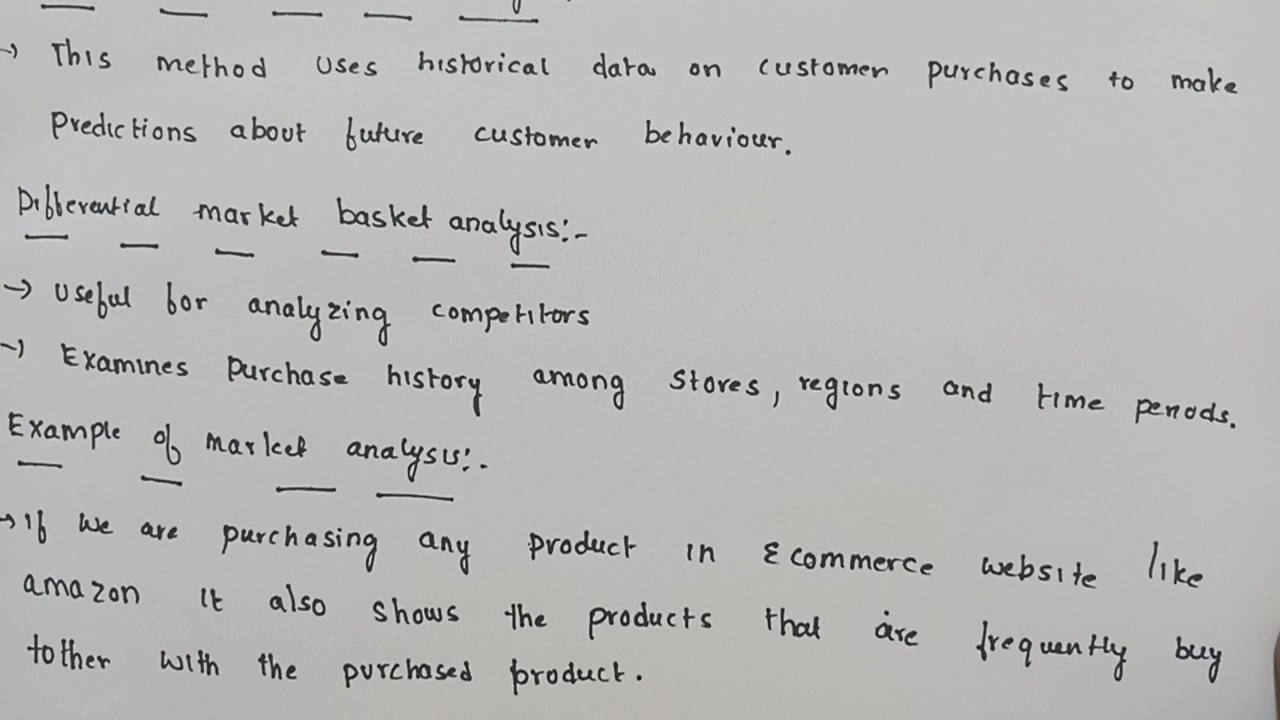 → This method uses historical data on customer purchases to make
Predictions about future customer behaviour.
Differential market basket analysis:-
→ Useful for analyzing competitors
→ Examines Purchase history among Stores, regions and time periods.
Example of market analysis:-
→ If we are purchasing any product in Ecommerce website like
amazon it also shows the products that are frequently buy
tother with the purchased product.